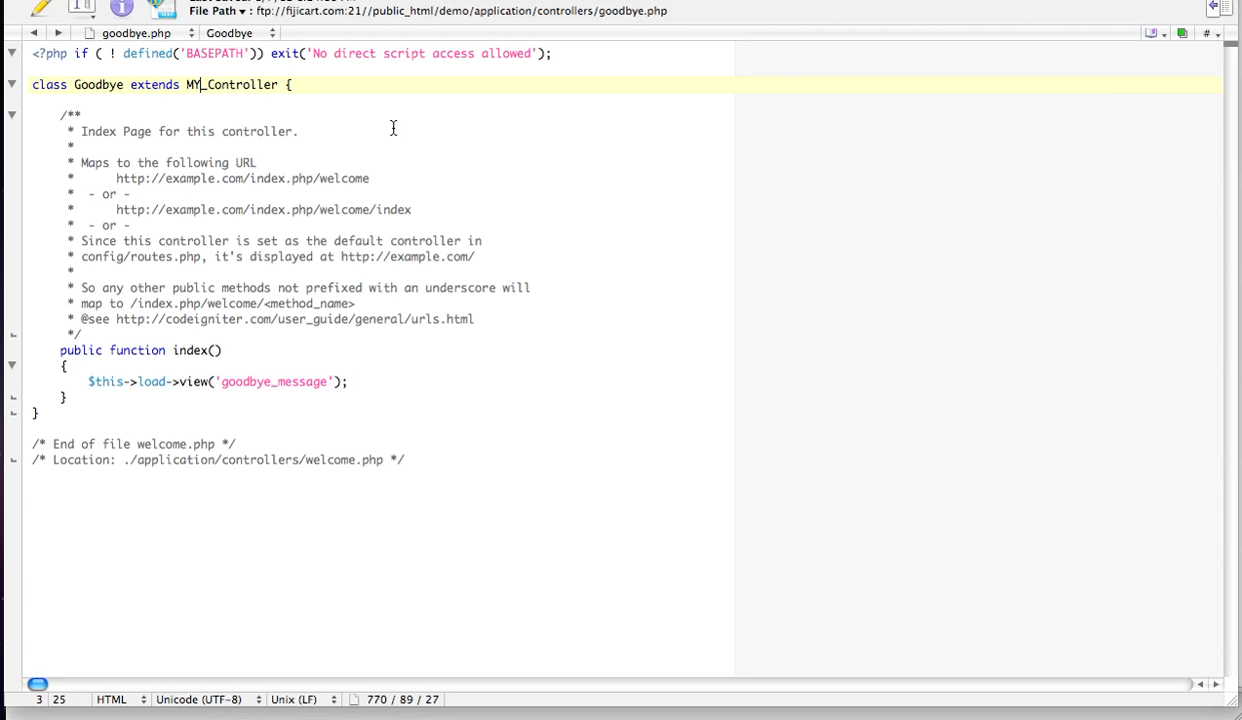 File Path ▾ : ftp://fijicart.com:21//public_html/demo/application/controllers/goodbye.php
goodbye.php Goodbye #
<?php if ( ! defined('BASEPATH')) exit('No direct script access allowed');
class Goodbye extends MY_Controller {
/**
* Index Page for this controller.
*
* Maps to the following URL
* http://example.com/index.php/welcome
* - or -
* http://example.com/index.php/welcome/index
* - or -
* Since this controller is set as the default controller in
* config/routes.php, it's displayed at http://example.com/
*
* So any other public methods not prefixed with an underscore will
* map to /index.php/welcome/<method_name>
* @see http://codeigniter.com/user_guide/general/urls.html
*/
public function index()
{
$this->load->view('goodbye_message');
}
}
/* End of file welcome.php */
/* Location: ./application/controllers/welcome.php */
3 25 HTML Unicode (UTF-8) Unix (LF) 770 / 89 / 27